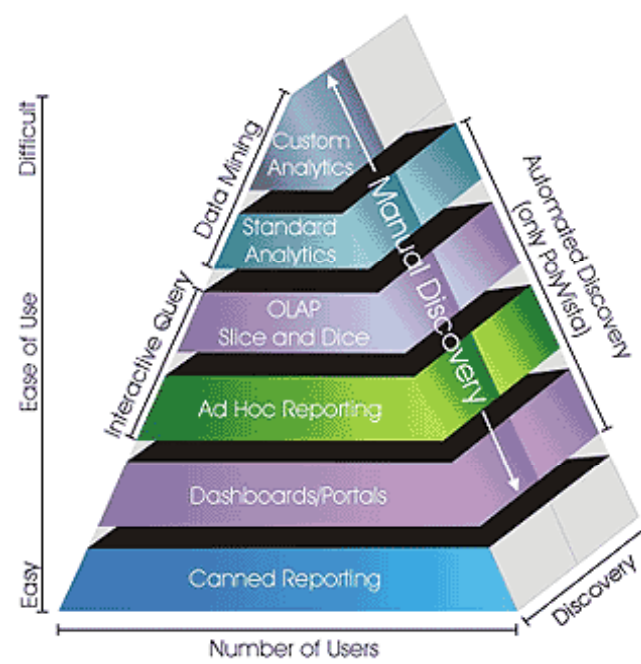 Difficult
Ease of Use
Easy
Data Mining
Interactive Query
Custom
Analytics
Standard
Analytics
OLAP
Slice and Dice
Ad Hoc Reporting
Dashboards/Portals
Canned Reporting
Manual Discovery
Automated Discovery
(only PolyVista)
Discovery
Number of Users